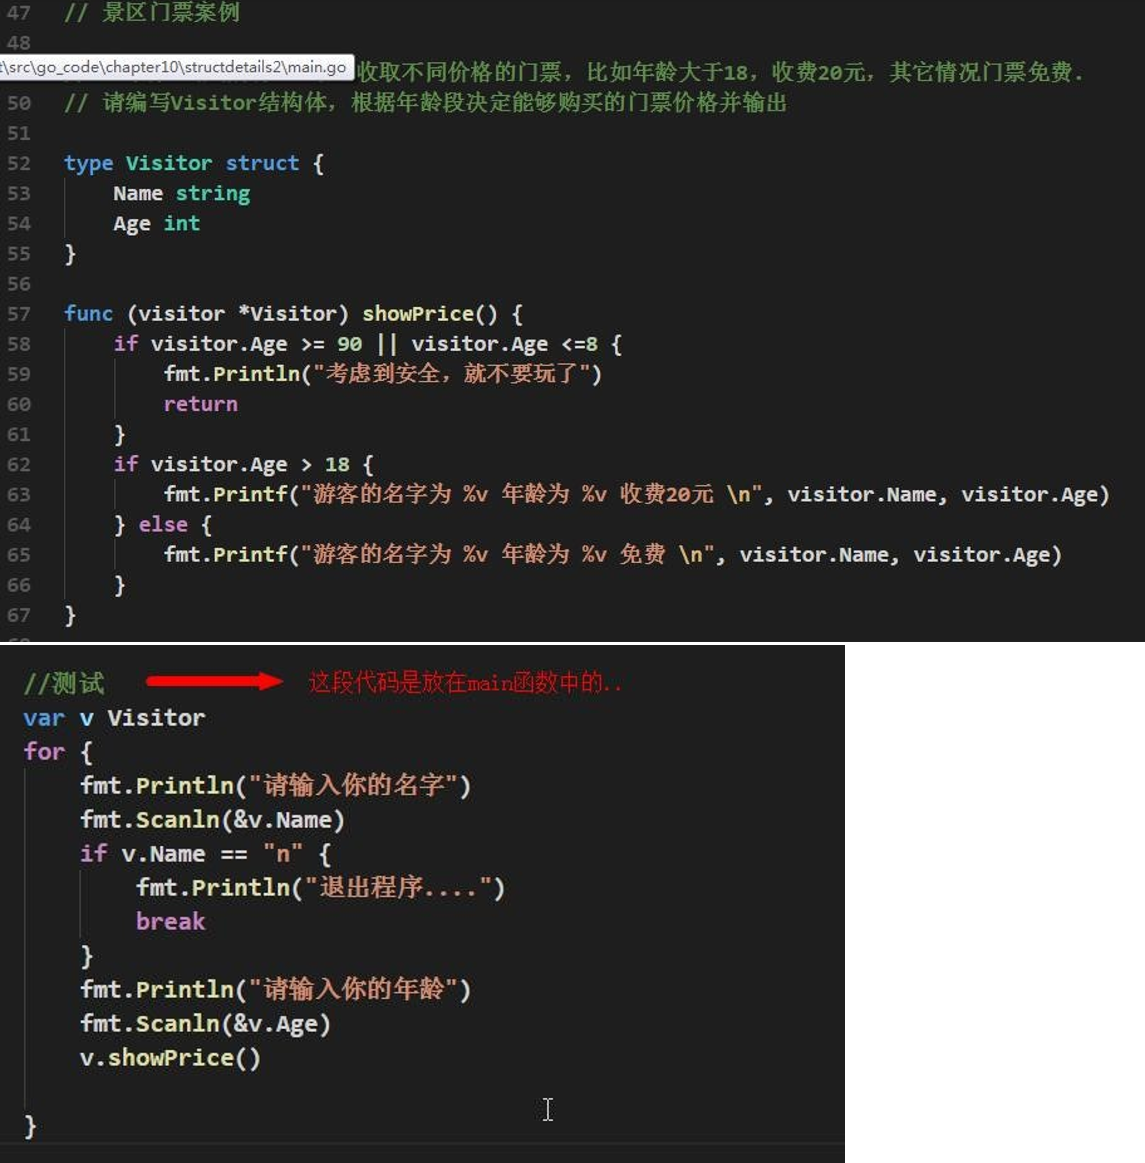 47 // 景区门票案例
48
t\src\go_code\chapter10\structdetails2\main.go 收取不同价格的门票，比如年龄大于18，收费20元，其它情况门票免费.
50 // 请编写Visitor结构体，根据年龄段决定能够购买的门票价格并输出
51
52 type Visitor struct {
53 Name string
54 Age int
55 }
56
57 func (visitor *Visitor) showPrice() {
58 if visitor.Age >= 90 || visitor.Age <=8 {
59 fmt.Println("考虑到安全，就不要玩了")
60 return
61 }
62 if visitor.Age > 18 {
63 fmt.Printf("游客的名字为 %v 年龄为 %v 收费20元 \n", visitor.Name, visitor.Age)
64 } else {
65 fmt.Printf("游客的名字为 %v 年龄为 %v 免费 \n", visitor.Name, visitor.Age)
66 }
67 }
//测试 这段代码是放在main函数中的..
var v Visitor
for {
fmt.Println("请输入你的名字")
fmt.Scanln(&v.Name)
if v.Name == "n" {
fmt.Println("退出程序....")
break
}
fmt.Println("请输入你的年龄")
fmt.Scanln(&v.Age)
v.showPrice()
}